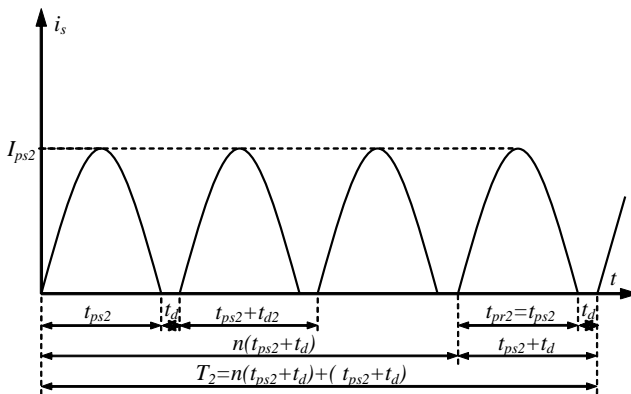 i_s
I_ps2
t
t_ps2 t_d t_ps2+t_d2 t_pr2=t_ps2 t_d
n(t_ps2+t_d) t_ps2+t_d
T_2=n(t_ps2+t_d)+( t_ps2+t_d)